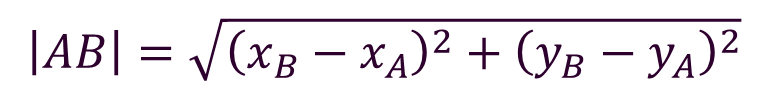 |AB| = √(x_B − x_A)² + (y_B − y_A)²